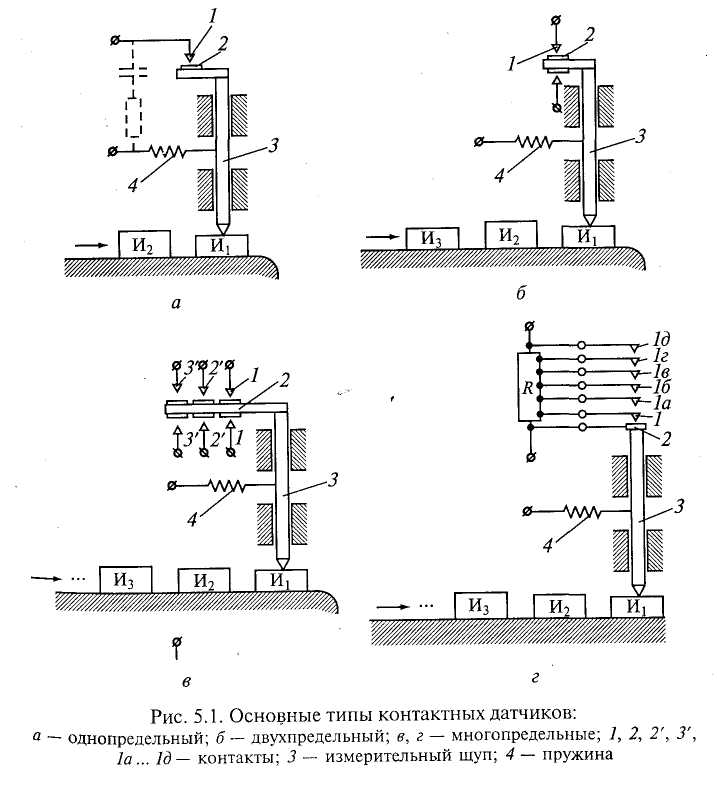 1
2
3
4
И₂
И₁
а
1
2
3
4
И₃
И₂
И₁
б
3′
2′
1
2
3′
2′
1
3
4
...
И₃
И₂
И₁
в
1д
1г
1в
1б
1а
1
2
R
3
4
...
И₃
И₂
И₁
г
Рис. 5.1. Основные типы контактных датчиков:
а — однопредельный; б — двухпредельный; в, г — многопредельные; 1, 2, 2′, 3′,
1а ... 1д — контакты; 3 — измерительный щуп; 4 — пружина